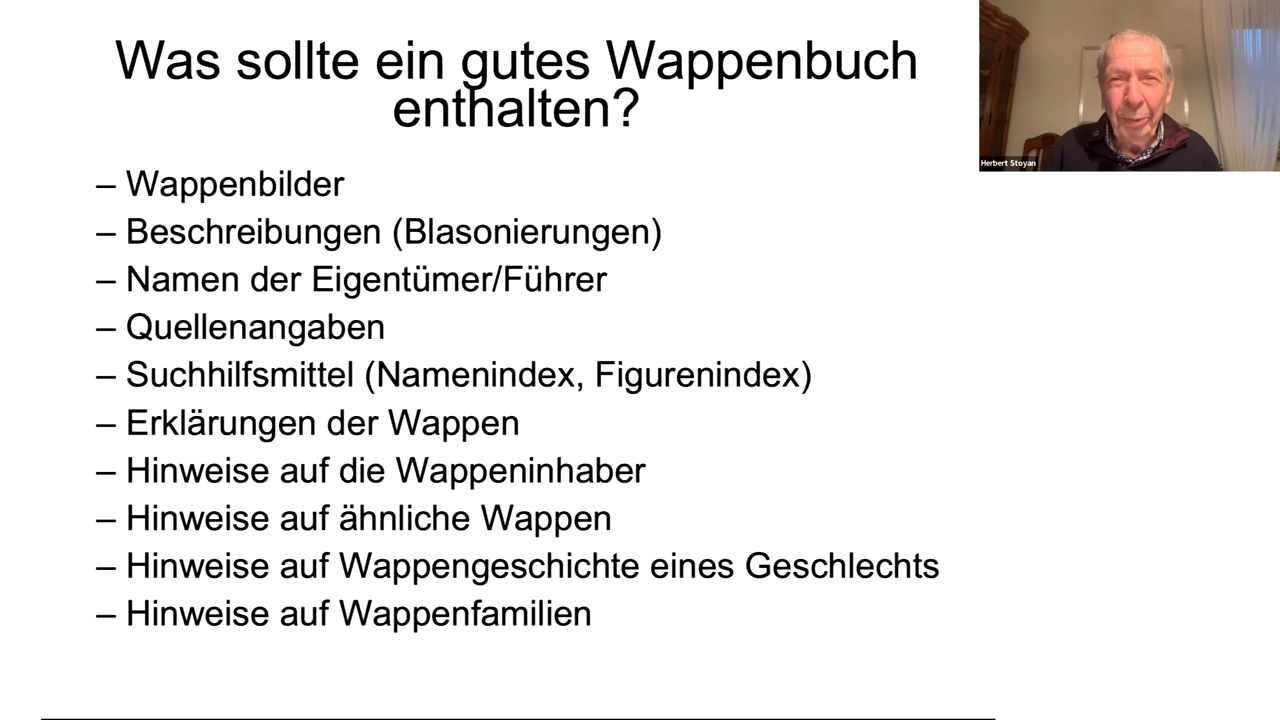 Was sollte ein gutes Wappenbuch
enthalten?
– Wappenbilder
– Beschreibungen (Blasonierungen)
– Namen der Eigentümer/Führer
– Quellenangaben
– Suchhilfsmittel (Namenindex, Figurenindex)
– Erklärungen der Wappen
– Hinweise auf die Wappeninhaber
– Hinweise auf ähnliche Wappen
– Hinweise auf Wappengeschichte eines Geschlechts
– Hinweise auf Wappenfamilien
Herbert Stoyan